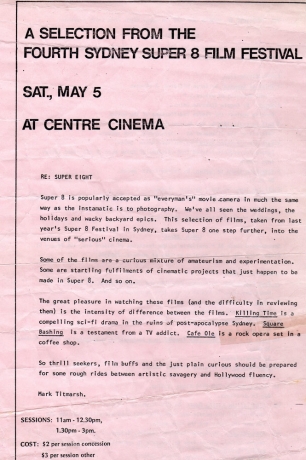 A SELECTION FROM THE
FOURTH SYDNEY SUPER 8 FILM FESTIVAL
SAT., MAY 5
AT CENTRE CINEMA
RE: SUPER EIGHT
Super 8 is popularly accepted as "everyman's" movie camera in much the same
way as the instamatic is to photography. We've all seen the weddings, the
holidays and wacky backyard epics. This selection of films, taken from last
year's Super 8 Festival in Sydney, takes Super 8 one step further, into the
venues of "serious" cinema.
Some of the films are a curious mixture of amateurism and experimentation.
Some are startling fulfilments of cinematic projects that just happen to be
made in Super 8. And so on.
The great pleasure in watching these films (and the difficulty in reviewing
them) is the intensity of difference between the films. Killing Time is a
compelling sci-fi drama in the ruins of post-apocalypse Sydney. Square
Bashing is a testament from a TV addict. Cafe Ole is a rock opera set in a
coffee shop.
So thrill seekers, film buffs and the just plain curious should be prepared
for some rough rides between artistic savagery and Hollywood fluency.
Mark Titmarsh.
SESSIONS: 11am - 12.30pm,
1.30pm - 3pm.
COST: $2 per session concession
$3 per session other